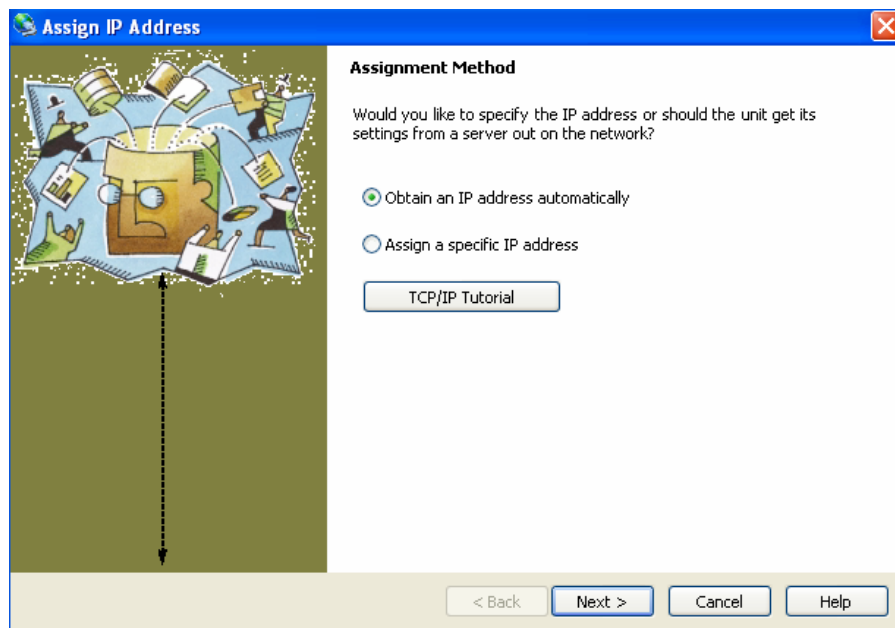 Assign IP Address
Assignment Method
Would you like to specify the IP address or should the unit get its
settings from a server out on the network?
Obtain an IP address automatically
Assign a specific IP address
TCP/IP Tutorial
< Back
Next >
Cancel
Help